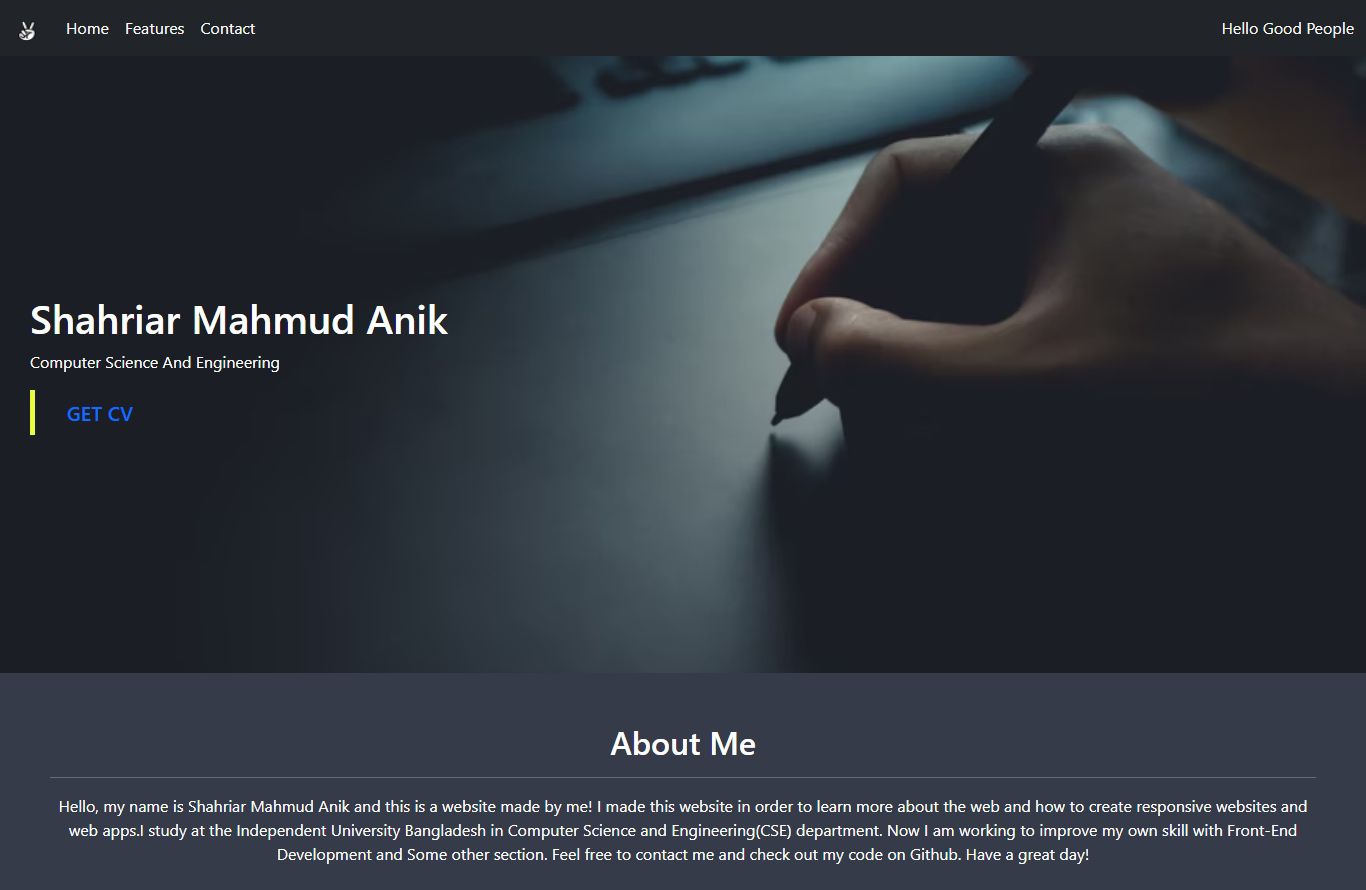 Home Features Contact Hello Good People
Shahriar Mahmud Anik
Computer Science And Engineering
GET CV
About Me
Hello, my name is Shahriar Mahmud Anik and this is a website made by me! I made this website in order to learn more about the web and how to create responsive websites and
web apps.I study at the Independent University Bangladesh in Computer Science and Engineering(CSE) department. Now I am working to improve my own skill with Front-End
Development and Some other section. Feel free to contact me and check out my code on Github. Have a great day!